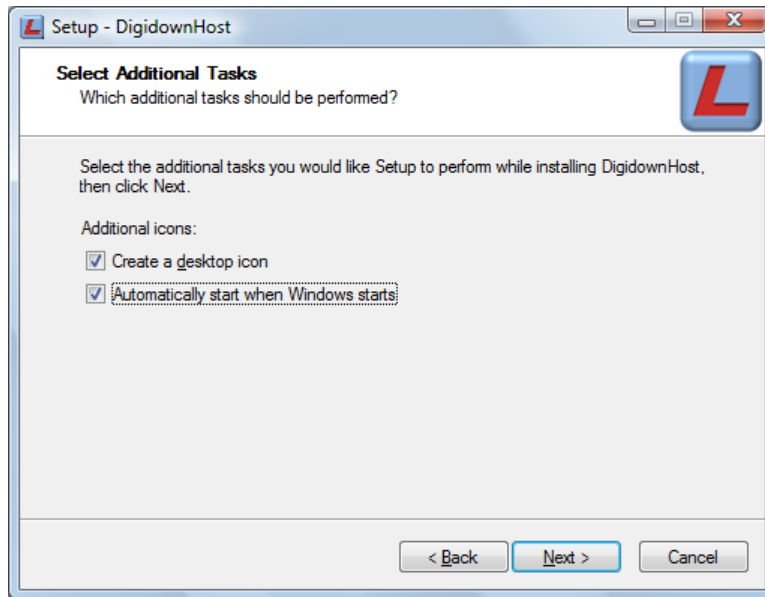 Setup - DigidownHost
Select Additional Tasks
Which additional tasks should be performed?
L
Select the additional tasks you would like Setup to perform while installing DigidownHost,
then click Next.
Additional icons:
Create a desktop icon
Automatically start when Windows starts
< Back
Next >
Cancel